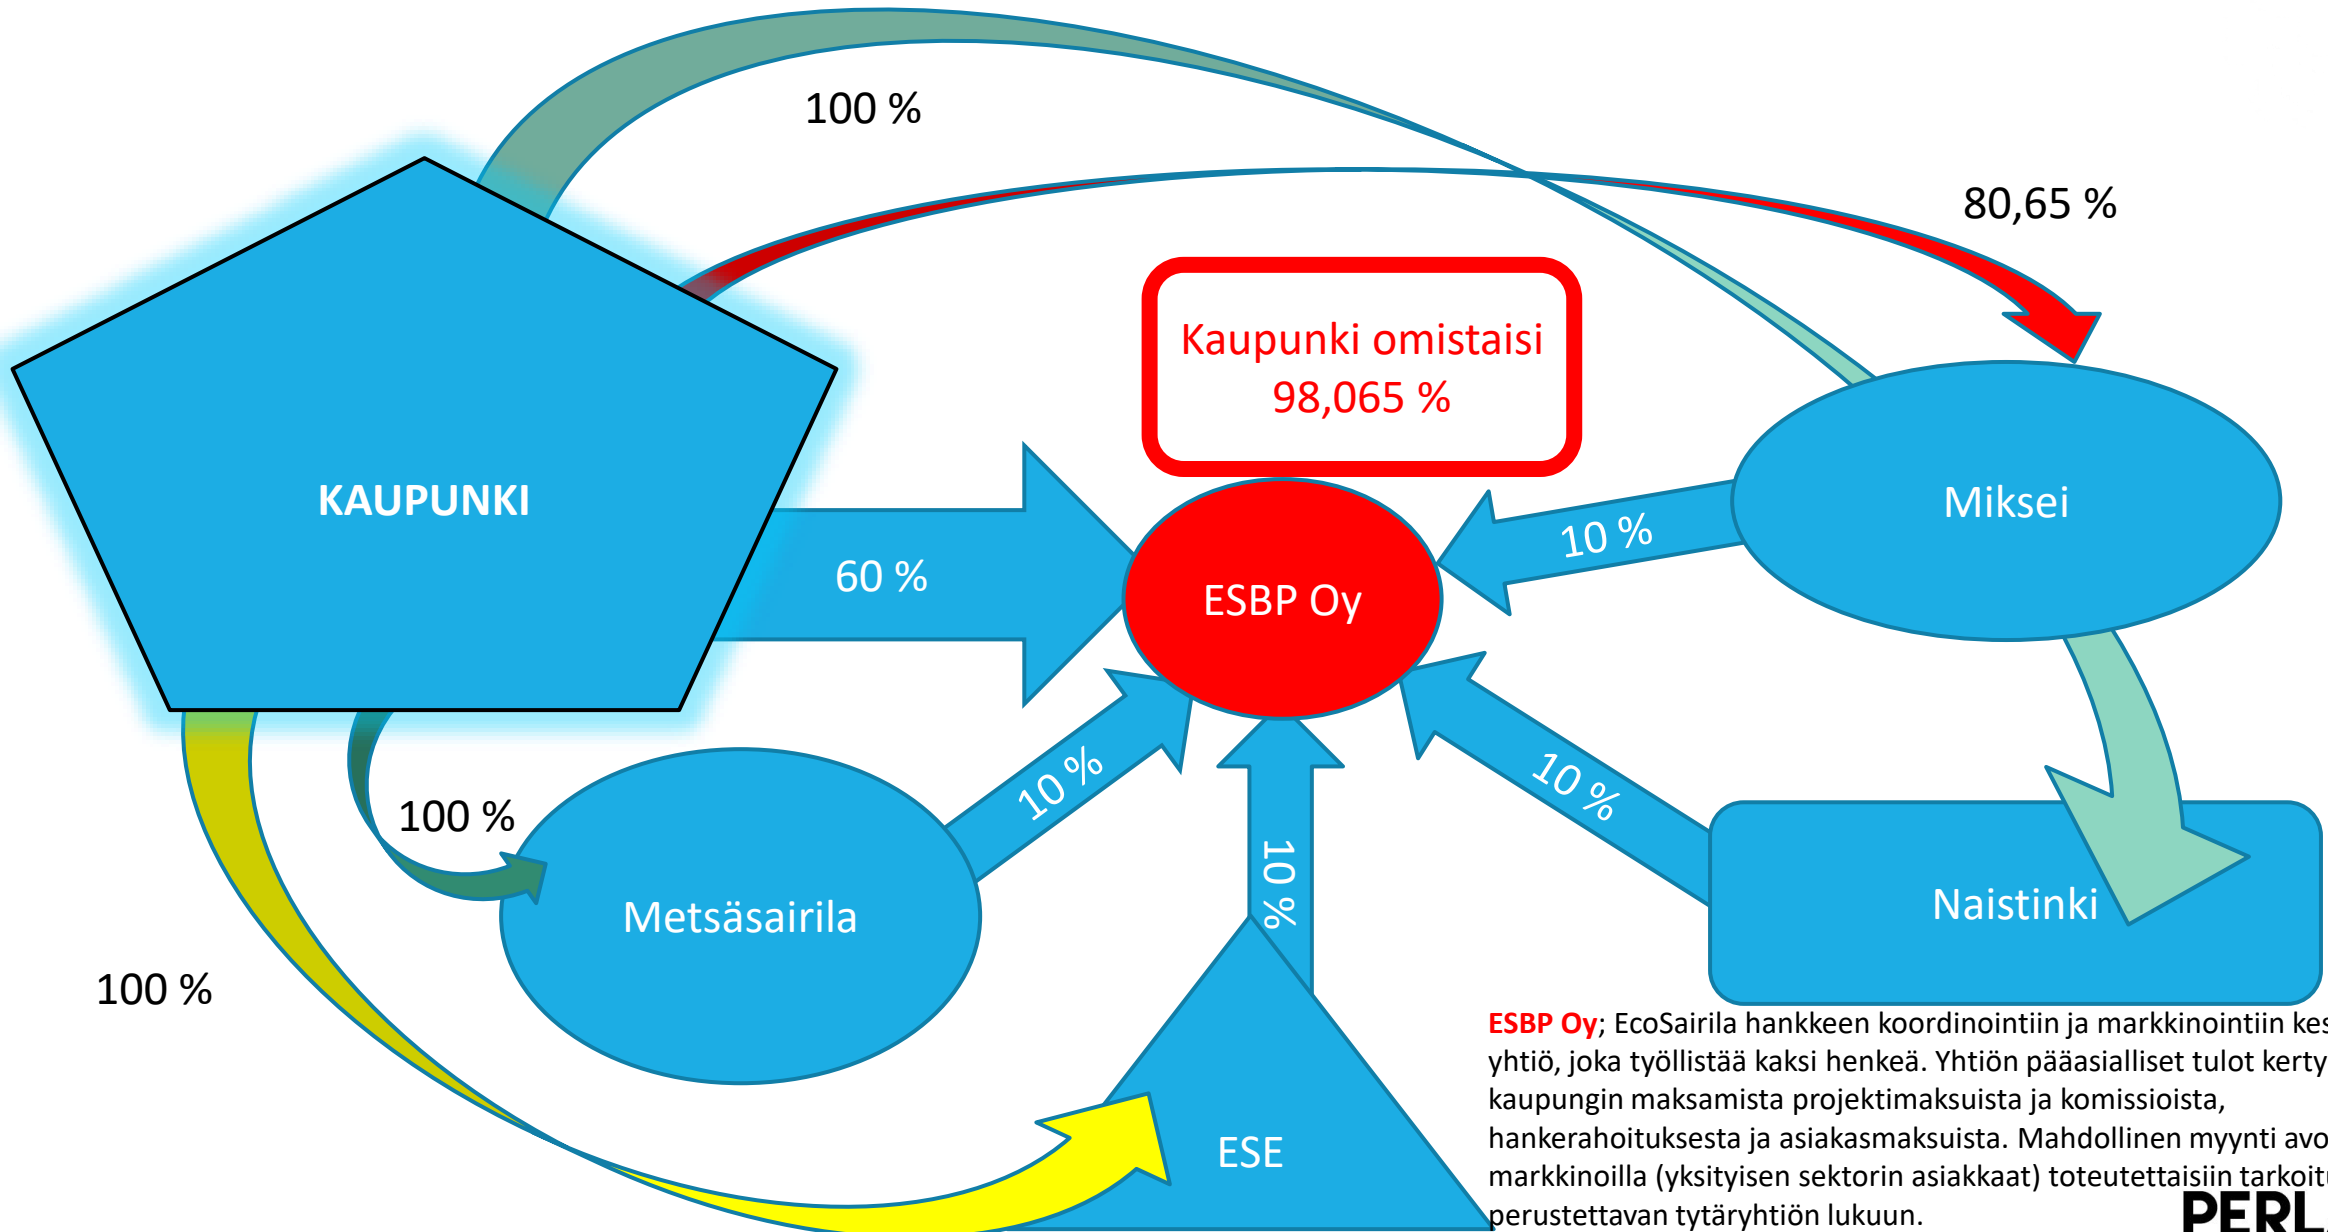 100 %
80,65 %
Kaupunki omistaisi
98,065 %
KAUPUNKI
60 %
ESBP Oy
10 %
Miksei
10 %
10 %
10 %
100 %
Metsäsairila
Naistinki
100 %
ESE
ESBP Oy; EcoSairila hankkeen koordinointiin ja markkinointiin
yhtiö, joka työllistää kaksi henkeä. Yhtiön pääasialliset tulot
kaupungin maksamista projektimaksuista ja komissioista,
hankerahoituksesta ja asiakasmaksuista. Mahdollinen myynti
markkinoilla (yksityisen sektorin asiakkaat) toteutettaisiin
perustettavan tytäryhtiön lukuun.